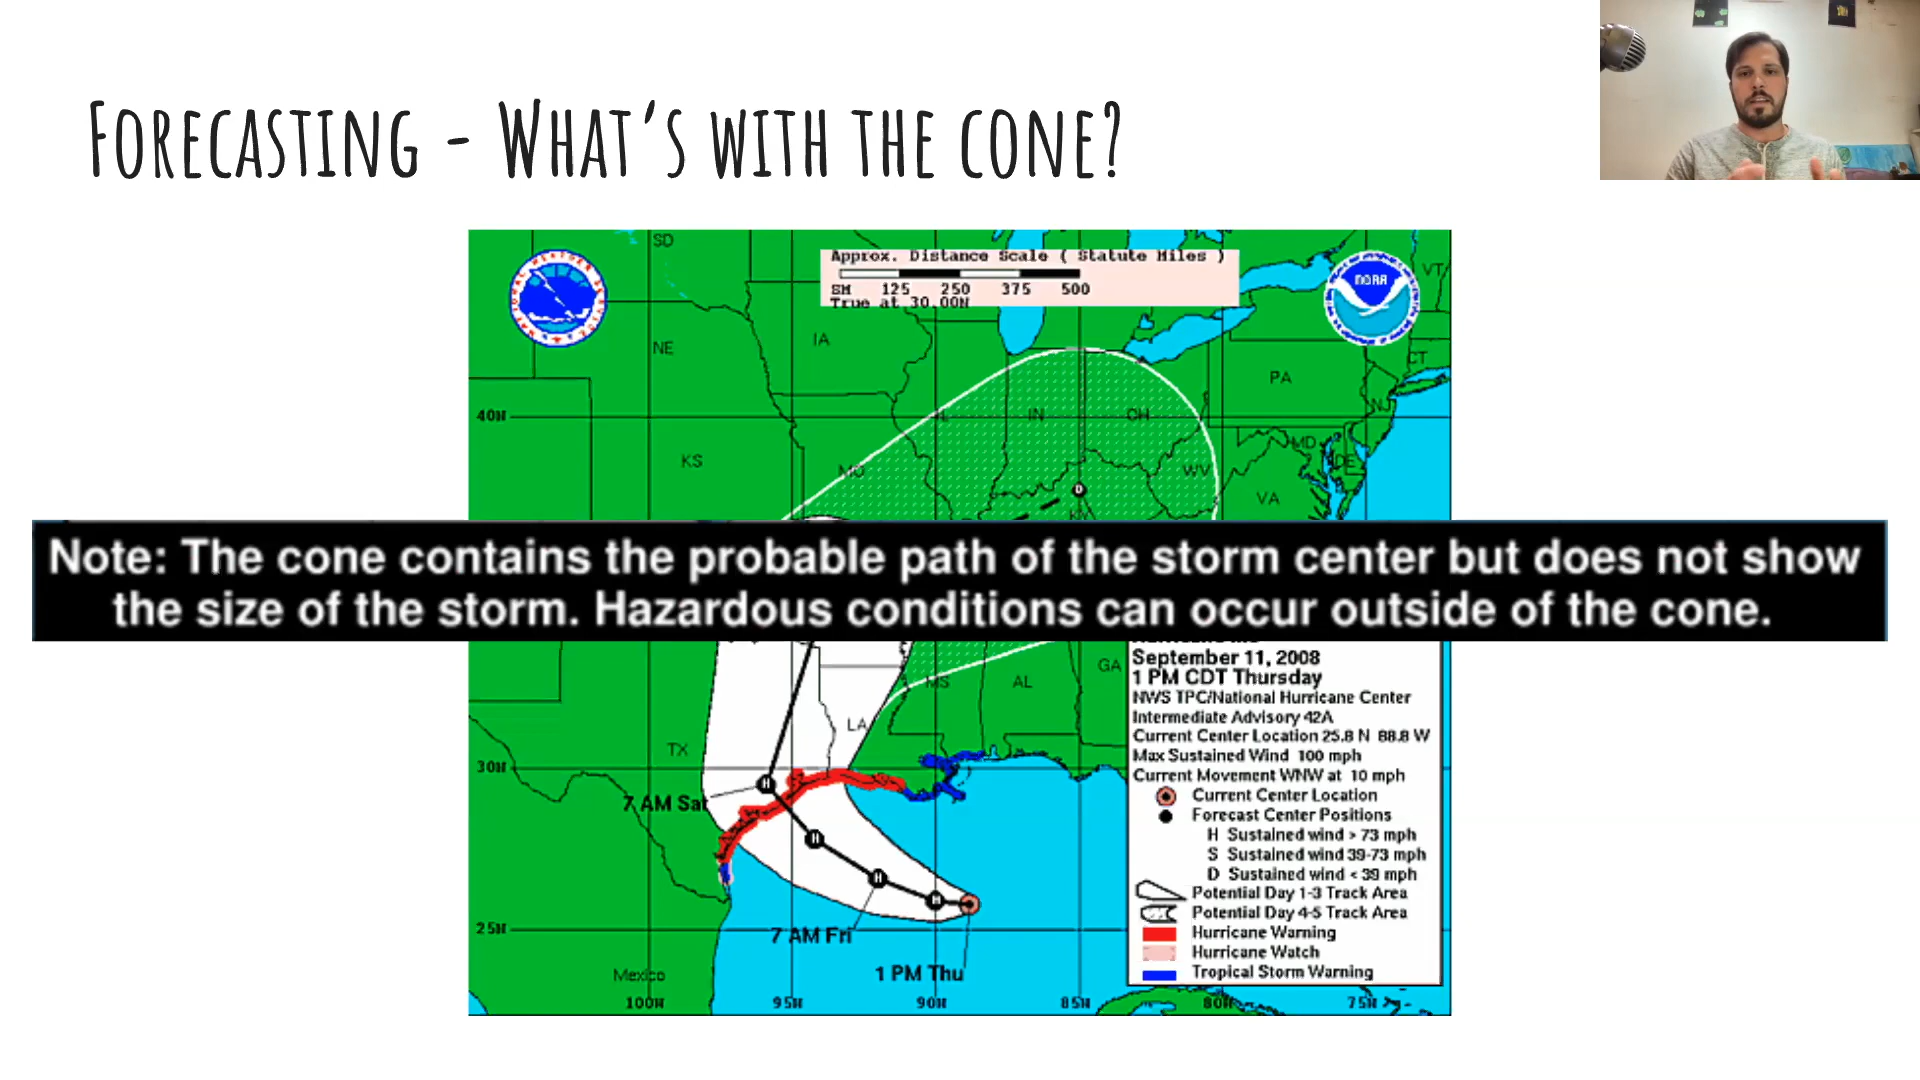 Forecasting - What's with the cone?
Approx. Distance Scale ( Statute Miles )
SM 125 250 375 500
True at 30.00N
NOAA
SD
VT
NE
IA
CT
PA
NJ
40N
IL
IN
OH
MD
DE
KS
MO
WV
VA
D
KY
Note: The cone contains the probable path of the storm center but does not show
the size of the storm. Hazardous conditions can occur outside of the cone.
September 11, 2008
1 PM CDT Thursday
NWS TPC/National Hurricane Center
Intermediate Advisory 42A
Current Center Location 25.8 N 88.8 W
Max Sustained Wind 100 mph
Current Movement WNW at 10 mph
Current Center Location
Forecast Center Positions
H Sustained wind > 73 mph
S Sustained wind 39-73 mph
D Sustained wind < 39 mph
Potential Day 1-3 Track Area
Potential Day 4-5 Track Area
Hurricane Warning
Hurricane Watch
Tropical Storm Warning
GA
MS
AL
LA
TX
30N
H
7 AM Sat
H
H
H
25N
7 AM Fri
1 PM Thu
Mexico
100W 95W 90W 85W 80W 75W